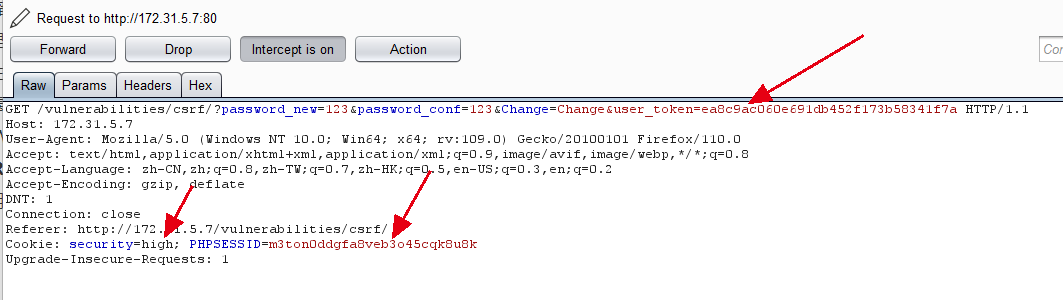 Request to http://172.31.5.7:80
Forward Drop Intercept is on Action
Raw Params Headers Hex
GET /vulnerabilities/csrf/?password_new=123&password_conf=123&Change=Change&user_token=ea8c9ac060e691db452f173b58341f7a HTTP/1.1
Host: 172.31.5.7
User-Agent: Mozilla/5.0 (Windows NT 10.0; Win64; x64; rv:109.0) Gecko/20100101 Firefox/110.0
Accept: text/html,application/xhtml+xml,application/xml;q=0.9,image/avif,image/webp,*/*;q=0.8
Accept-Language: zh-CN,zh;q=0.8,zh-TW;q=0.7,zh-HK;q=0.5,en-US;q=0.3,en;q=0.2
Accept-Encoding: gzip, deflate
DNT: 1
Connection: close
Referer: http://172.31.5.7/vulnerabilities/csrf/
Cookie: security=high; PHPSESSID=m3ton0ddgfa8veb3o45cqk8u8k
Upgrade-Insecure-Requests: 1